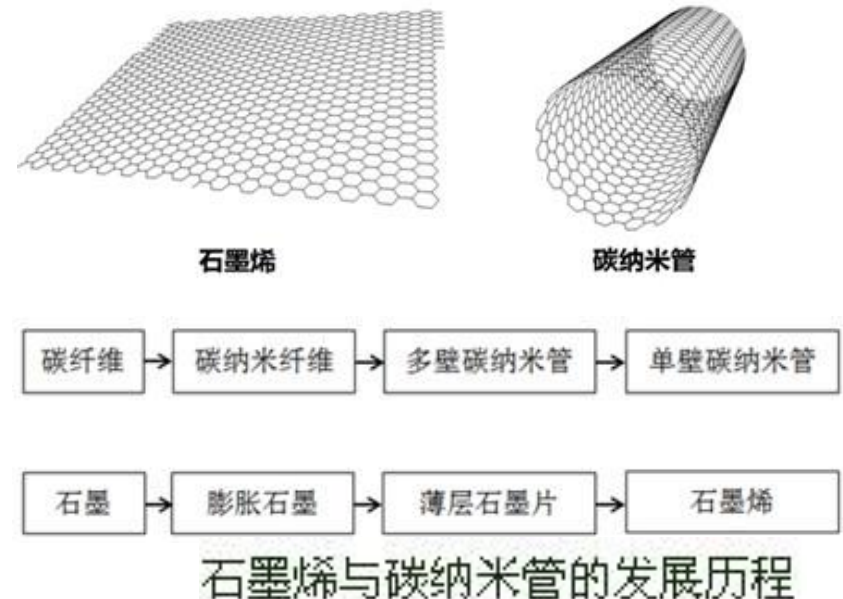 石墨烯 碳纳米管
碳纤维 碳纳米纤维 多壁碳纳米管 单壁碳纳米管
石墨 膨胀石墨 薄层石墨片 石墨烯
石墨烯与碳纳米管的发展历程